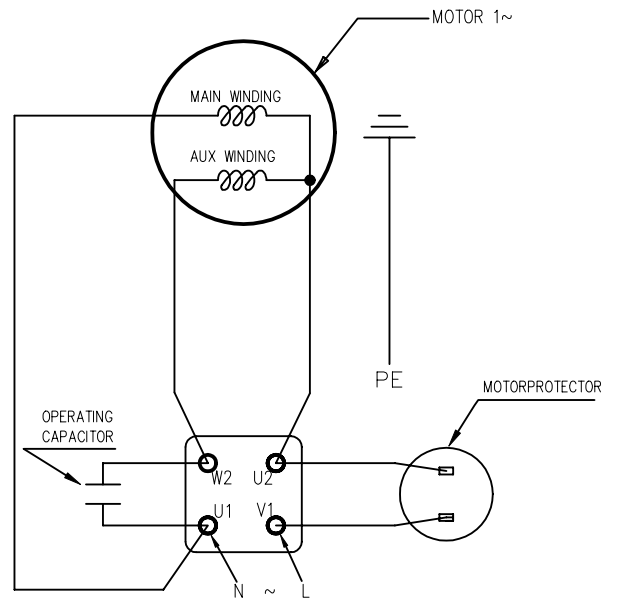 MOTOR 1~
MAIN WINDING
AUX WINDING
PE
MOTORPROTECTOR
OPERATING
CAPACITOR
W2 U2
U1 V1
N ~ L